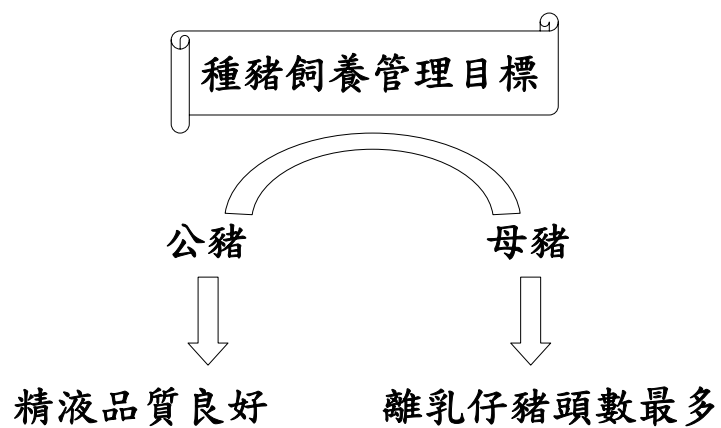 種豬飼養管理目標
公豬
母豬
精液品質良好
離乳仔豬頭數最多